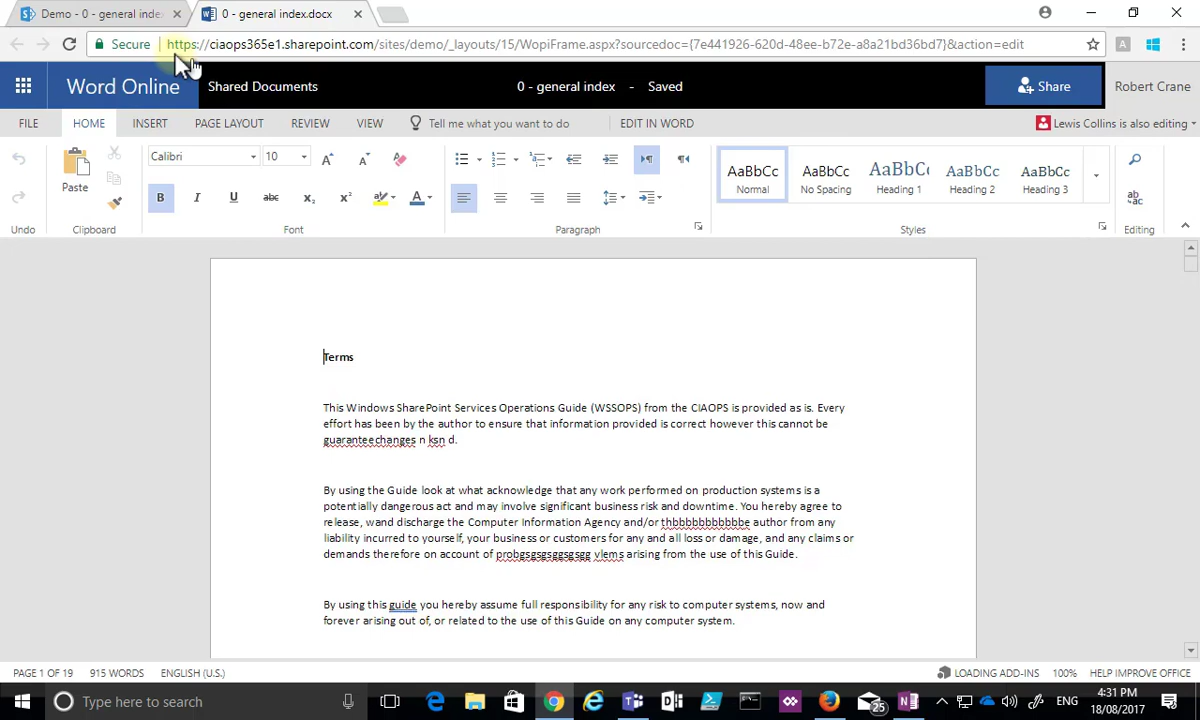 Demo - 0 - general index
0 - general index.docx
Secure https://ciaops365e1.sharepoint.com/sites/demo/_layouts/15/WopiFrame.aspx?sourcedoc={7e441926-620d-48ee-b72e-a8a21bd36bd7}&action=edit
Word Online Shared Documents 0 - general index - Saved Share Robert Crane
FILE HOME INSERT PAGE LAYOUT REVIEW VIEW Tell me what you want to do EDIT IN WORD Lewis Collins is also editing
Calibri 10 AaBbCc AaBbCc AaBbC AaBbCc AaBbCc
Paste Normal No Spacing Heading 1 Heading 2 Heading 3
Undo Clipboard Font Paragraph Styles Editing
Terms
This Windows SharePoint Services Operations Guide (WSSOPS) from the CIAOPS is provided as is. Every
effort has been by the author to ensure that information provided is correct however this cannot be
guaranteechanges n ksn d.
By using the Guide look at what acknowledge that any work performed on production systems is a
potentially dangerous act and may involve significant business risk and downtime. You hereby agree to
release, wand discharge the Computer Information Agency and/or thbbbbbbbbbbbe author from any
liability incurred to yourself, your business or customers for any and all loss or damage, and any claims or
demands therefore on account of probgsgsgsggsgsgg vlems arising from the use of this Guide.
By using this guide you hereby assume full responsibility for any risk to computer systems, now and
forever arising out of, or related to the use of this Guide on any computer system.
PAGE 1 OF 19 915 WORDS ENGLISH (U.S.) LOADING ADD-INS 100% HELP IMPROVE OFFICE
Type here to search 25 ENG 4:31 PM
18/08/2017